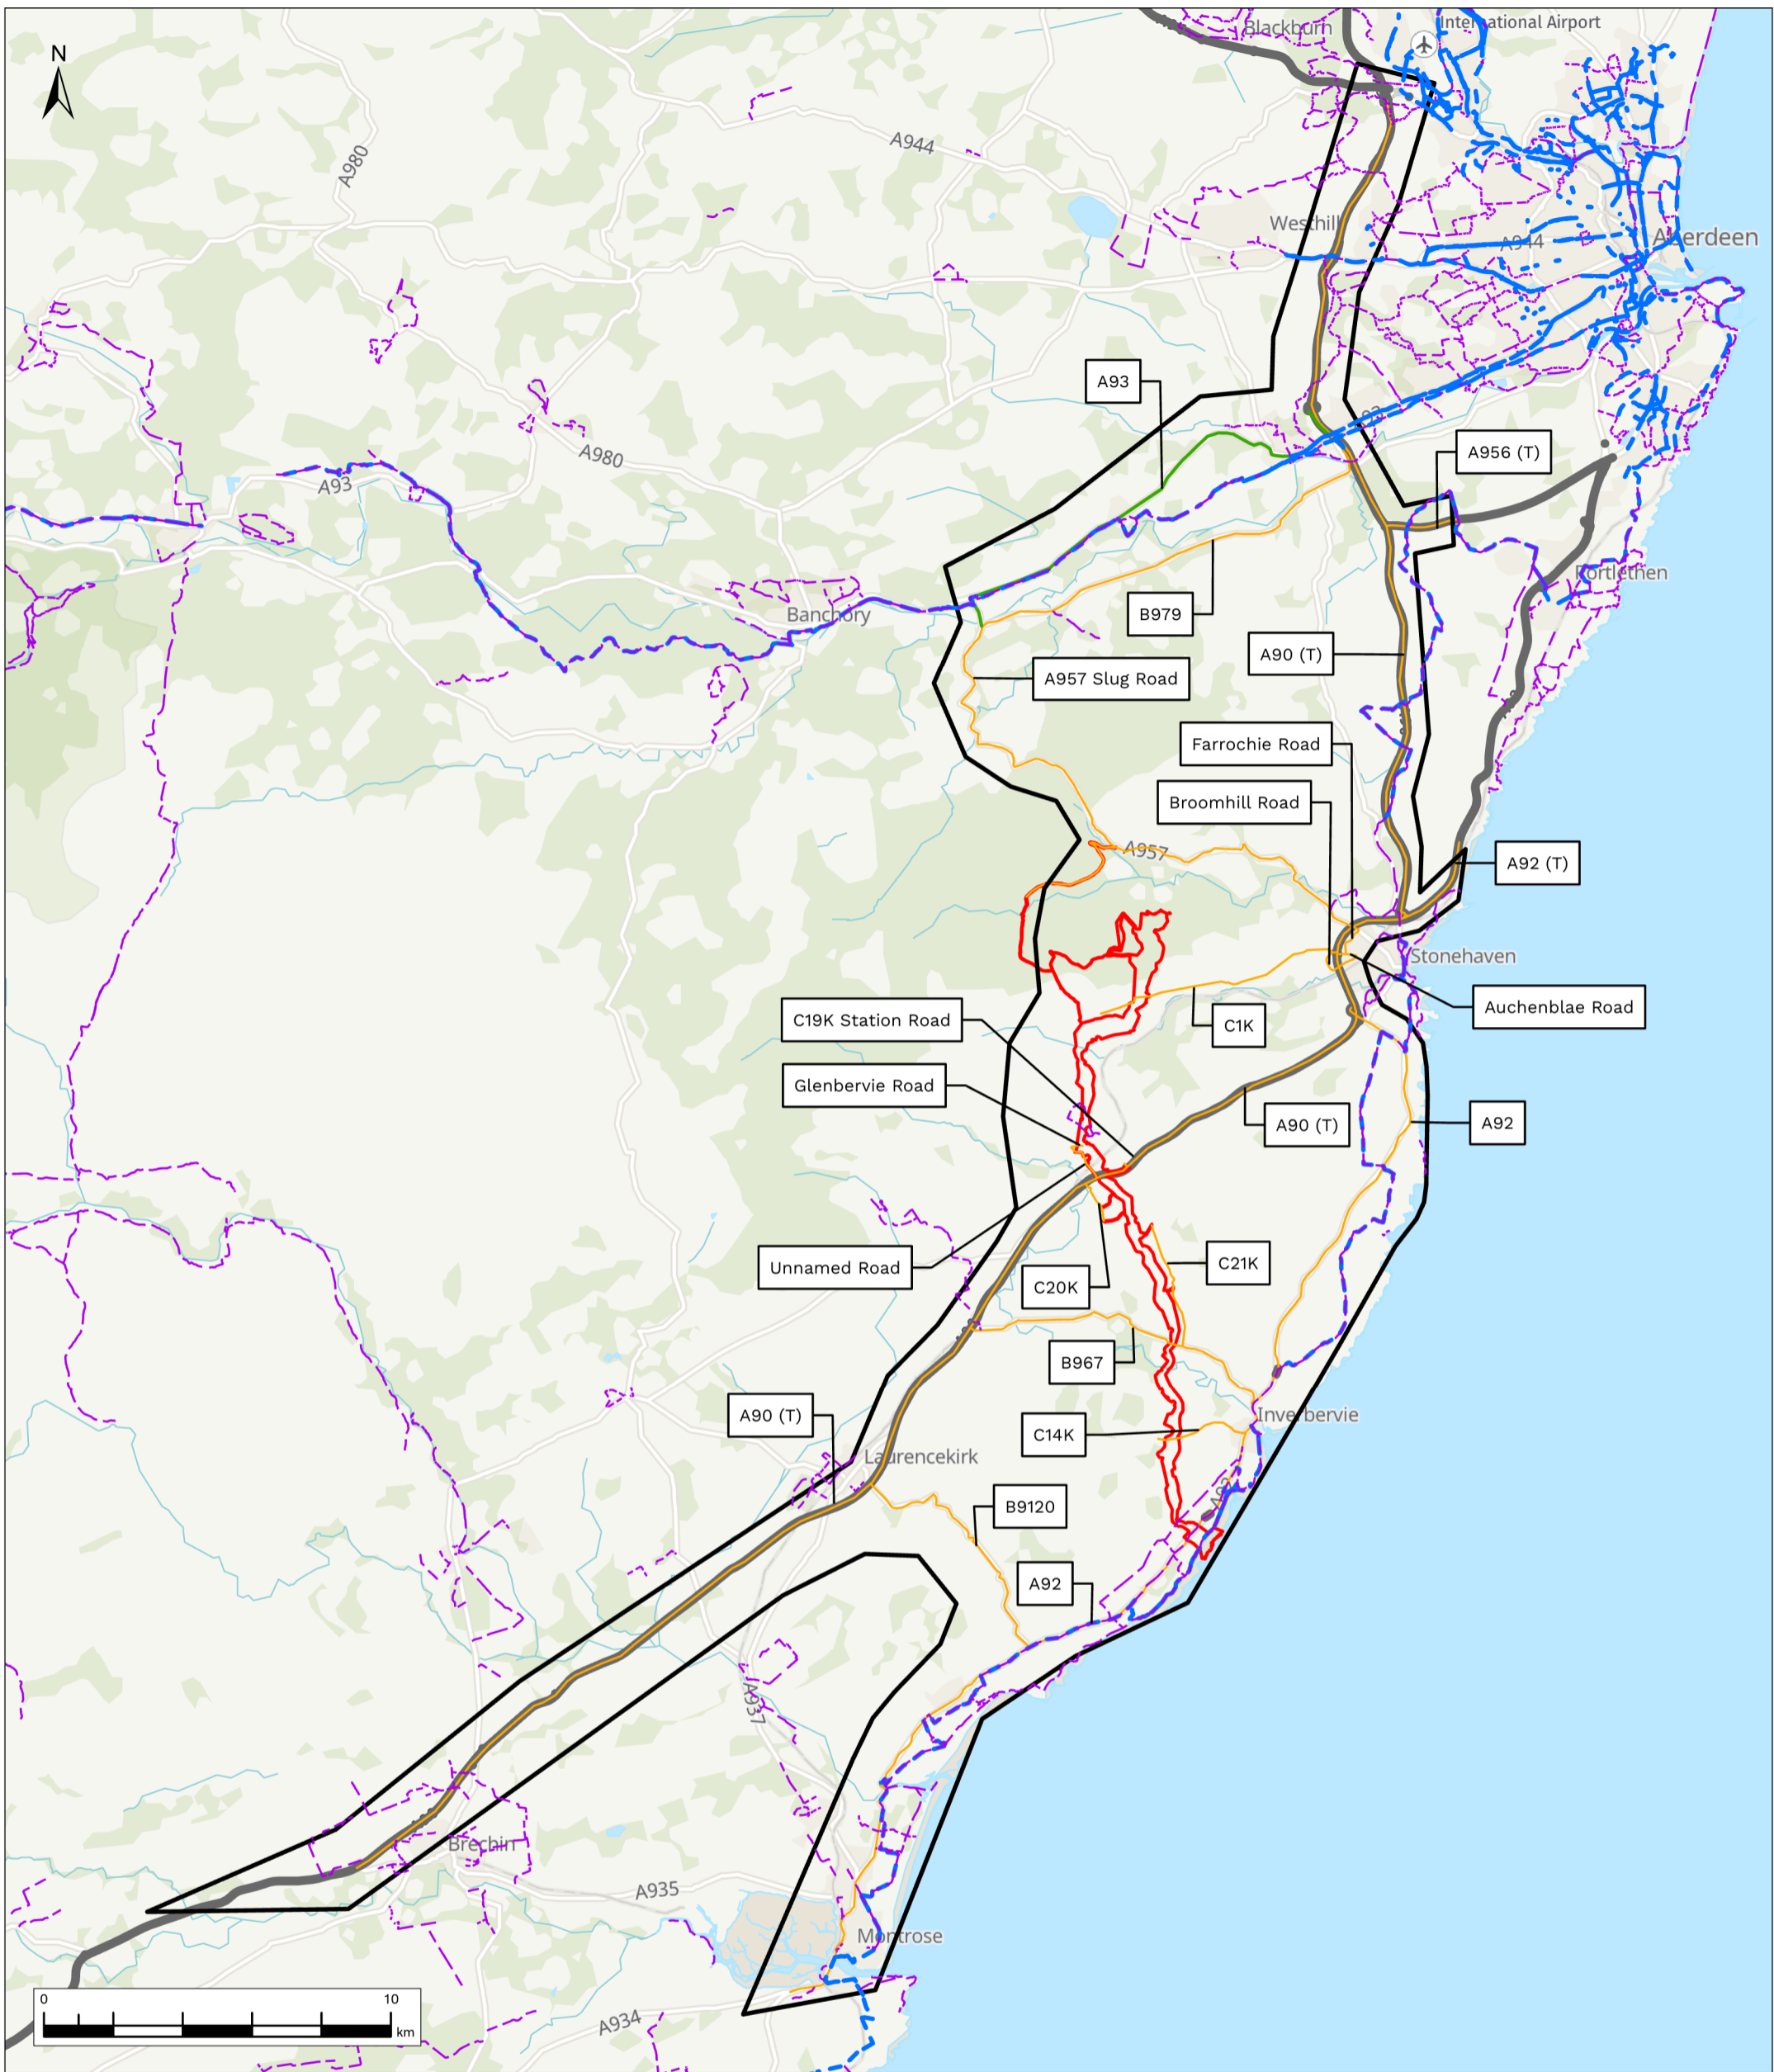 Blackburn
International Airport
N
A980
A944
Westhill
A944
Aberdeen
A93
93
A956 (T)
A980
A93
Portlethen
B979
Banchory
A90 (T)
A957 Slug Road
Farrochie Road
Broomhill Road
A957
A92 (T)
Stonehaven
C19K Station Road
Auchenblae Road
C1K
Glenbervie Road
A90 (T)
A92
Unnamed Road
C21K
C20K
B967
A90 (T)
Inverbervie
C14K
Laurencekirk
A92
B9120
A92
A937
Brechin
A935
Montrose
0
10
km
A934